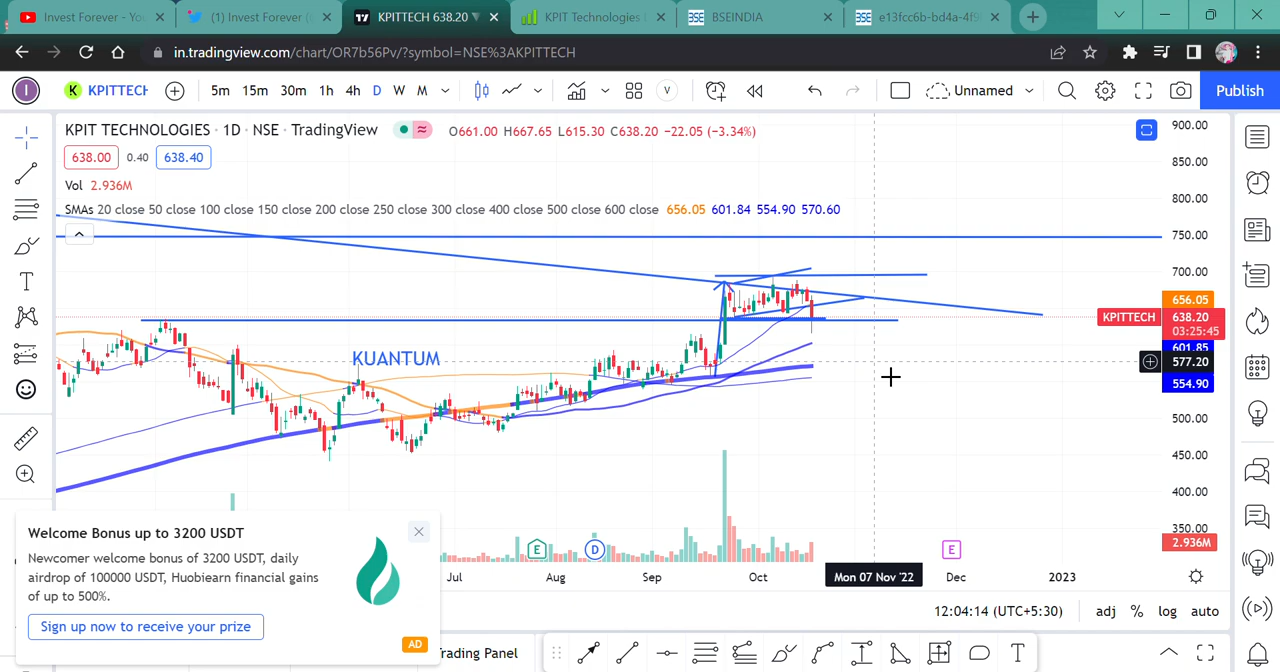 Invest Forever - You
(1) Invest Forever (
KPITTECH 638.20
KPIT Technologies
BSEINDIA
e13fcc6b-bd4a-4f9
in.tradingview.com/chart/OR7b56Pv/?symbol=NSE%3AKPITTECH
I
K KPITTECH 5m 15m 30m 1h 4h D W M V Unnamed Publish
KPIT TECHNOLOGIES · 1D · NSE · TradingView O661.00 H667.65 L615.30 C638.20 −22.05 (−3.34%)
638.00 0.40 638.40
Vol 2.936M
SMAs 20 close 50 close 100 close 150 close 200 close 250 close 300 close 400 close 500 close 600 close 656.05 601.84 554.90 570.60
900.00
850.00
800.00
750.00
700.00
656.05
KPITTECH 638.20
03:25:45
601.85
577.20
554.90
500.00
450.00
400.00
350.00
2.936M
KUANTUM
E D E
Jul Aug Sep Oct Mon 07 Nov '22 Dec 2023
12:04:14 (UTC+5:30) adj % log auto
Welcome Bonus up to 3200 USDT
Newcomer welcome bonus of 3200 USDT, daily
airdrop of 100000 USDT, Huobiearn financial gains
of up to 500%.
Sign up now to receive your prize
AD
rading Panel